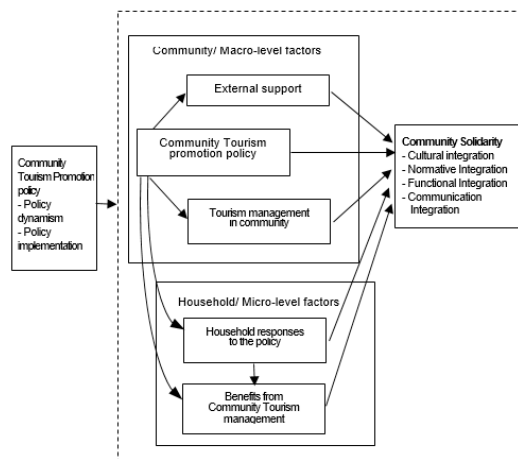 Community/ Macro-level factors
External support
Community Tourism
promotion policy
Tourism management
in community
Community
Tourism Promotion
policy
- Policy
dynamism
- Policy
implementation
Community Solidarity
- Cultural integration
- Normative Integration
- Functional Integration
- Communication
Integration
Household/ Micro-level factors
Household responses
to the policy
Benefits from
Community Tourism
management